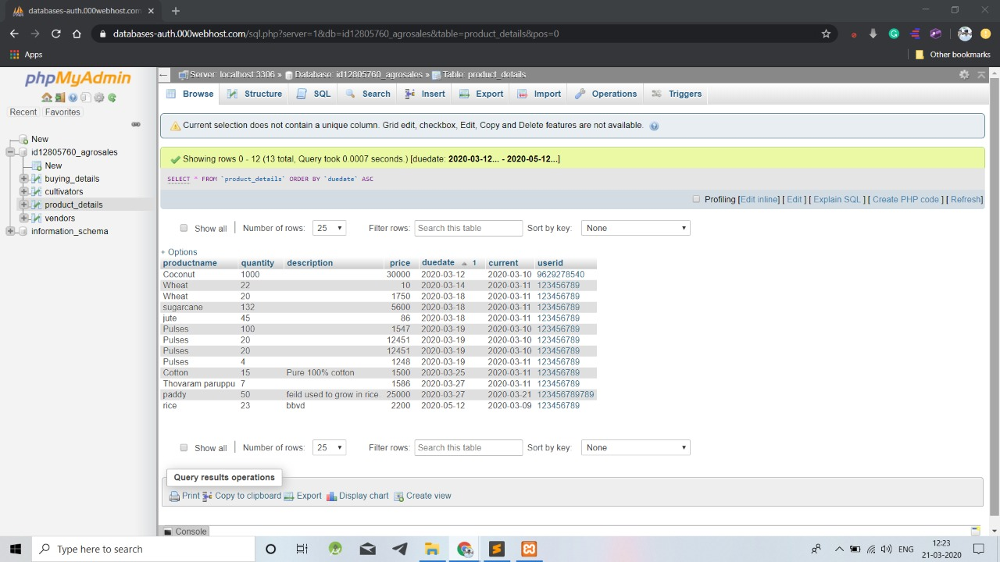 databases-auth.000webhost.com
databases-auth.000webhost.com/sql.php?server=1&db=id12805760_agrosales&table=product_details&pos=0
Apps
Other bookmarks
phpMyAdmin
Recent Favorites
New
id12805760_agrosales
New
buying_details
cultivators
product_details
vendors
information_schema
Server: localhost:3306 » Database: id12805760_agrosales » Table: product_details
Browse Structure SQL Search Insert Export Import Operations Triggers
Current selection does not contain a unique column. Grid edit, checkbox, Edit, Copy and Delete features are not available.
Showing rows 0 - 12 (13 total, Query took 0.0007 seconds.) [duedate: 2020-03-12... - 2020-05-12...]
SELECT * FROM `product_details` ORDER BY `duedate` ASC
Profiling [Edit inline] [ Edit ] [ Explain SQL ] [ Create PHP code ] [ Refresh]
Show all Number of rows: 25 Filter rows: Search this table Sort by key: None
+ Options
productname quantity description price duedate 1 current userid
Coconut 1000 30000 2020-03-12 2020-03-10 9629278540
Wheat 22 10 2020-03-14 2020-03-11 123456789
Wheat 20 1750 2020-03-18 2020-03-11 123456789
sugarcane 132 5600 2020-03-18 2020-03-11 123456789
jute 45 86 2020-03-18 2020-03-11 123456789
Pulses 100 1547 2020-03-19 2020-03-10 123456789
Pulses 20 12451 2020-03-19 2020-03-10 123456789
Pulses 20 12451 2020-03-19 2020-03-10 123456789
Pulses 4 1248 2020-03-19 2020-03-11 123456789
Cotton 15 Pure 100% cotton 1500 2020-03-25 2020-03-11 123456789
Thovaram paruppu 7 1586 2020-03-27 2020-03-11 123456789
paddy 50 feild used to grow in rice. 25000 2020-03-27 2020-03-21 123456789789
rice 23 bbvd 2200 2020-05-12 2020-03-09 123456789
Show all Number of rows: 25 Filter rows: Search this table Sort by key: None
Query results operations
Print Copy to clipboard Export Display chart Create view
Console
Type here to search
ENG
12:23
21-03-2020